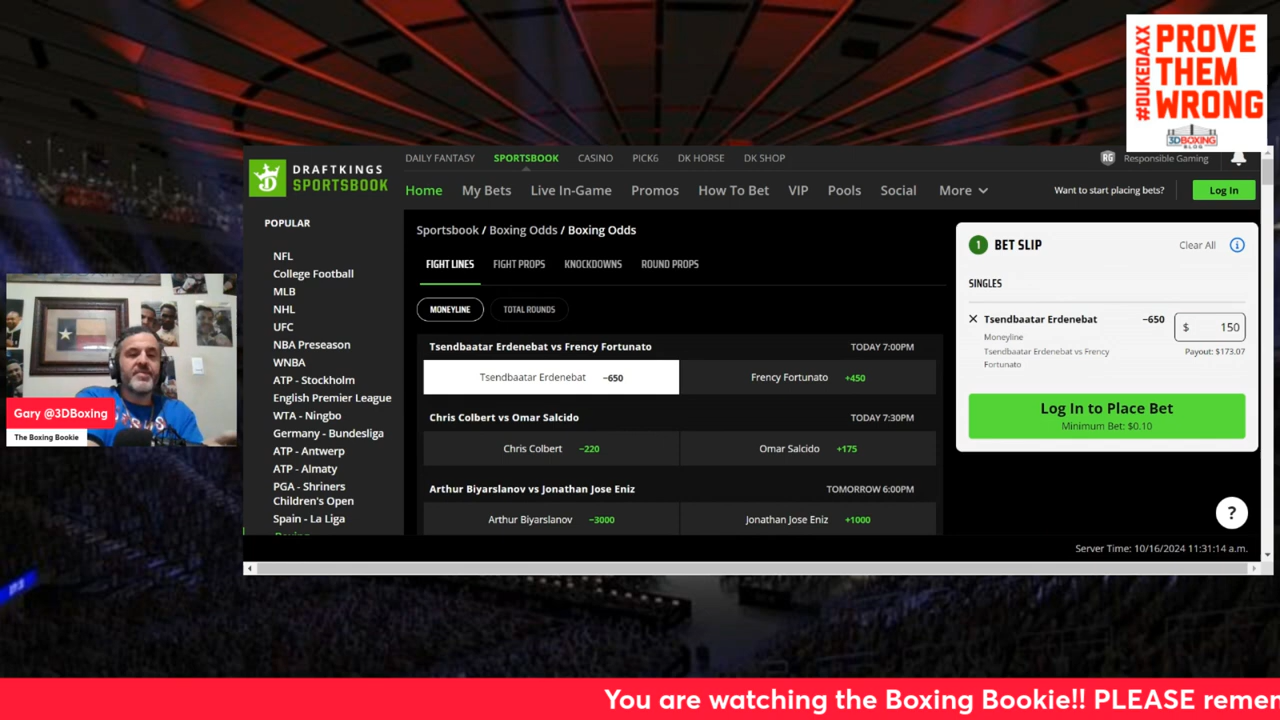 #DUKEDAXX
PROVE
THEM
WRONG
3DBOXING
BLOG
DRAFTKINGS
SPORTSBOOK
DAILY FANTASY SPORTSBOOK CASINO PICK6 DK HORSE DK SHOP
RG Responsible Gaming
Home My Bets Live In-Game Promos How To Bet VIP Pools Social More
Want to start placing bets? Log In
POPULAR
NFL
College Football
MLB
NHL
UFC
NBA Preseason
WNBA
ATP - Stockholm
English Premier League
WTA - Ningbo
Germany - Bundesliga
ATP - Antwerp
ATP - Almaty
PGA - Shriners
Children's Open
Spain - La Liga
Sportsbook / Boxing Odds / Boxing Odds
FIGHT LINES FIGHT PROPS KNOCKDOWNS ROUND PROPS
MONEYLINE TOTAL ROUNDS
Tsendbaatar Erdenebat vs Frency Fortunato TODAY 7:00PM
Tsendbaatar Erdenebat −650 Frency Fortunato +450
Chris Colbert vs Omar Salcido TODAY 7:30PM
Chris Colbert −220 Omar Salcido +175
Arthur Biyarslanov vs Jonathan Jose Eniz TOMORROW 6:00PM
Arthur Biyarslanov −3000 Jonathan Jose Eniz +1000
1 BET SLIP Clear All
SINGLES
Tsendbaatar Erdenebat −650 $ 150
Moneyline
Tsendbaatar Erdenebat vs Frency
Fortunato
Payout: $173.07
Log In to Place Bet
Minimum Bet: $0.10
?
Server Time: 10/16/2024 11:31:14 a.m.
Gary @3DBoxing
The Boxing Bookie
You are watching the Boxing Bookie!! PLEASE remen